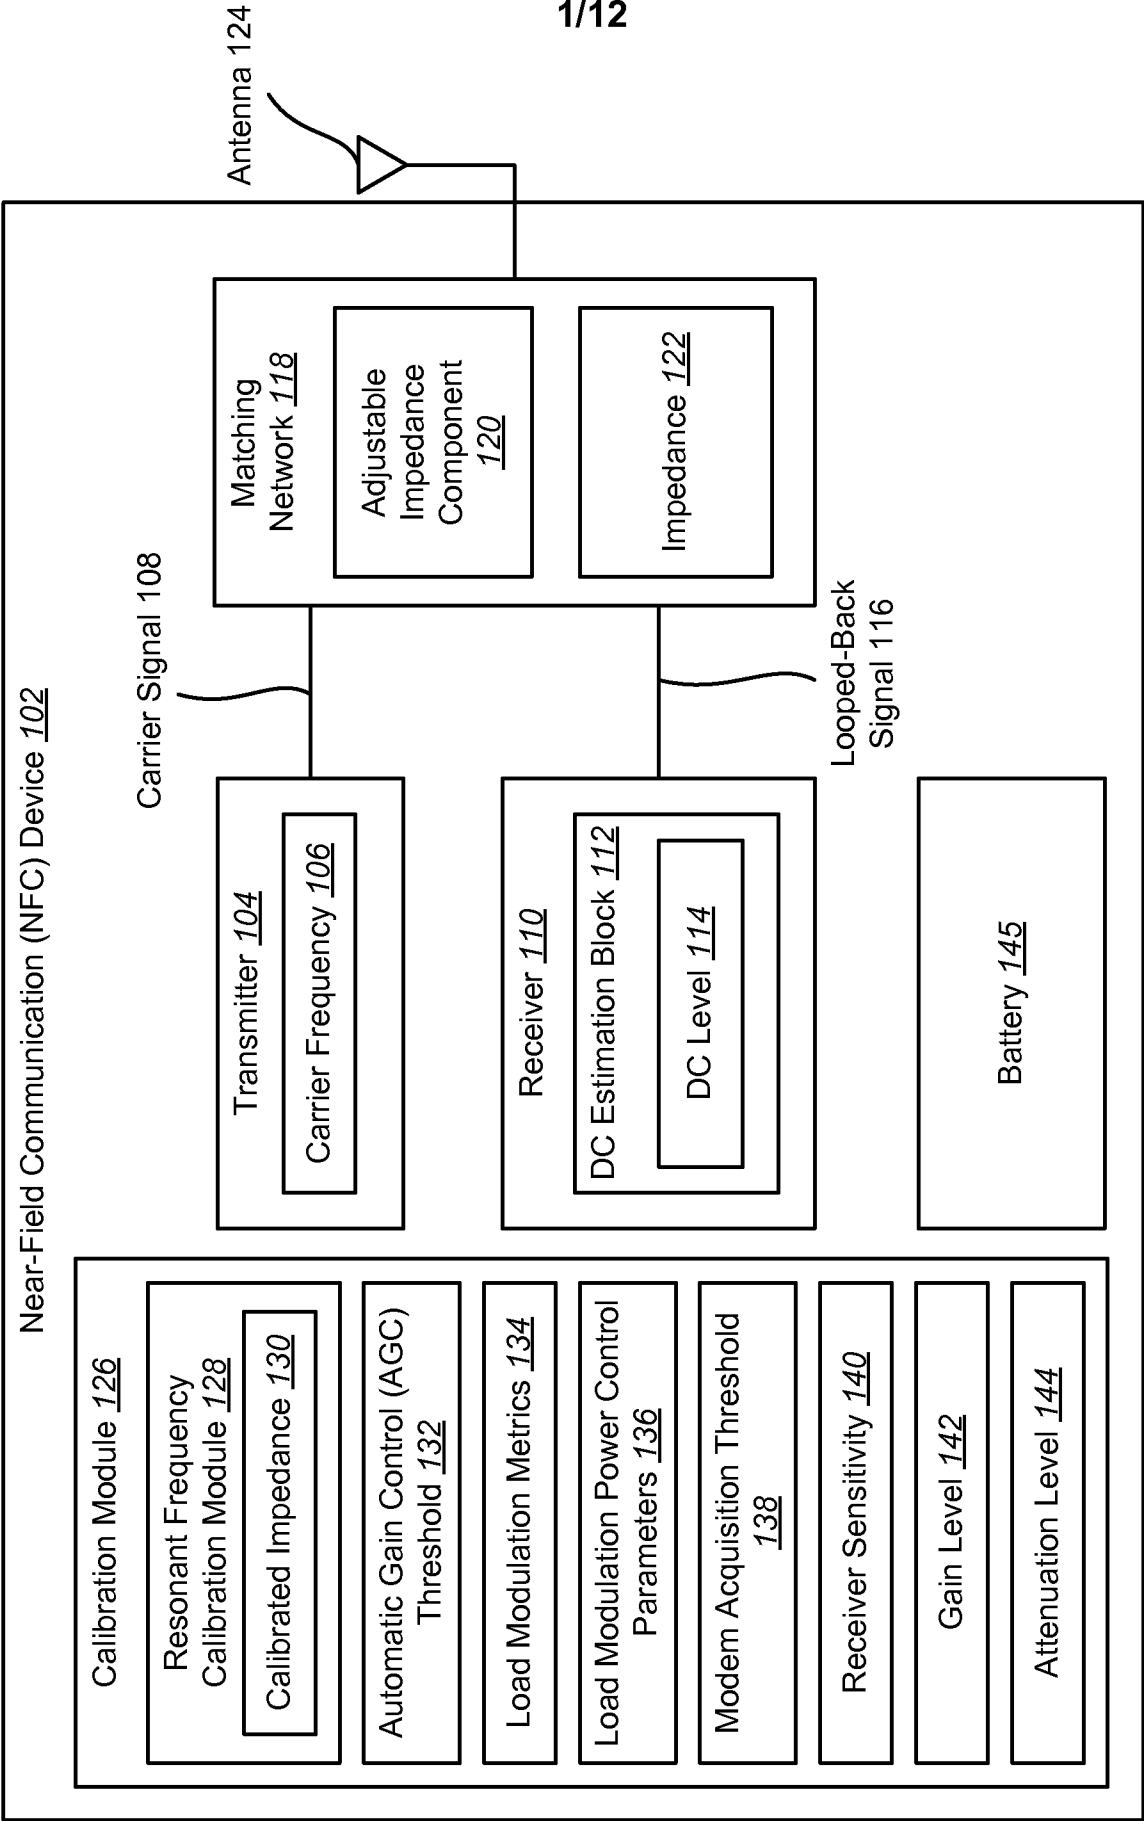 1/12
Near-Field Communication (NFC) Device 102
Calibration Module 126
Resonant Frequency
Calibration Module 128
Calibrated Impedance 130
Automatic Gain Control (AGC)
Threshold 132
Load Modulation Metrics 134
Load Modulation Power Control
Parameters 136
Modem Acquisition Threshold
138
Receiver Sensitivity 140
Gain Level 142
Attenuation Level 144
Transmitter 104
Carrier Frequency 106
Receiver 110
DC Estimation Block 112
DC Level 114
Battery 145
Carrier Signal 108
Looped-Back
Signal 116
Matching
Network 118
Adjustable
Impedance
Component
120
Impedance 122
Antenna 124